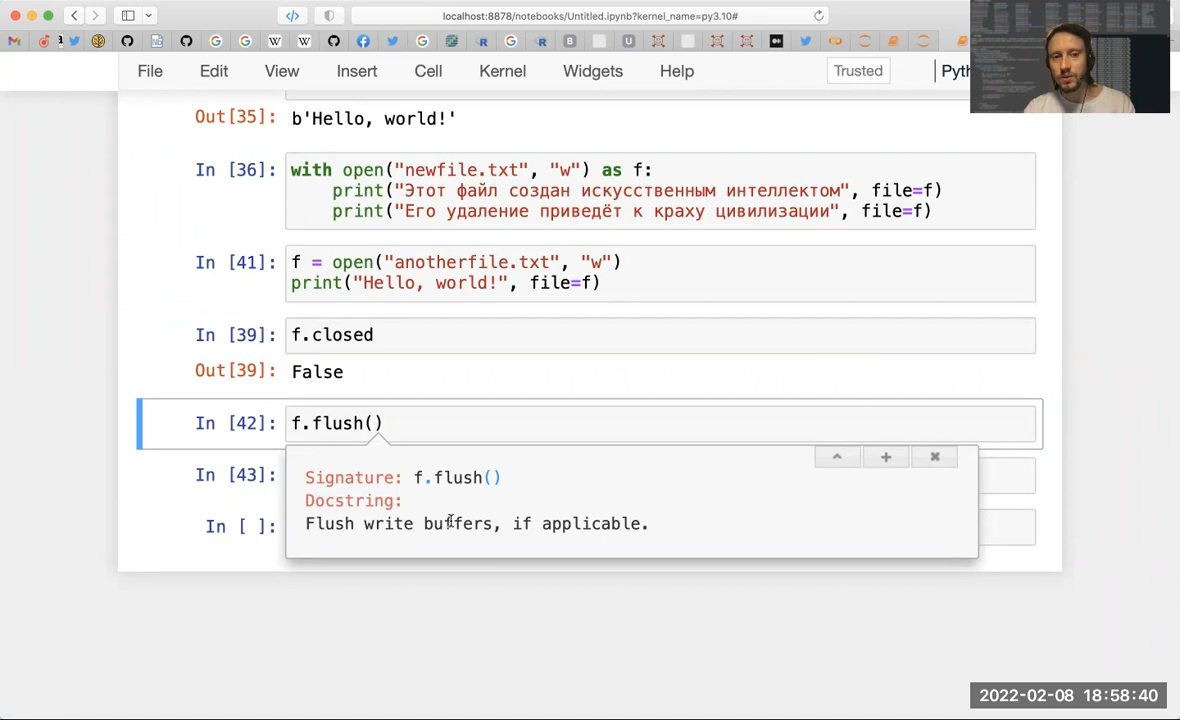 localhost:8878/notebooks/Untitled.ipynb?kernel_name=py3.10#
File Edit View Insert Cell Kernel Widgets Help Trusted
Out[35]: b'Hello, world!'
In [36]: with open("newfile.txt", "w") as f:
print("Этот файл создан искусственным интеллектом", file=f)
print("Его удаление приведёт к краху цивилизации", file=f)
In [41]: f = open("anotherfile.txt", "w")
print("Hello, world!", file=f)
In [39]: f.closed
Out[39]: False
In [42]: f.flush()
Signature: f.flush()
In [43]:
Docstring:
Flush write buffers, if applicable.
In [ ]:
2022-02-08 18:58:40